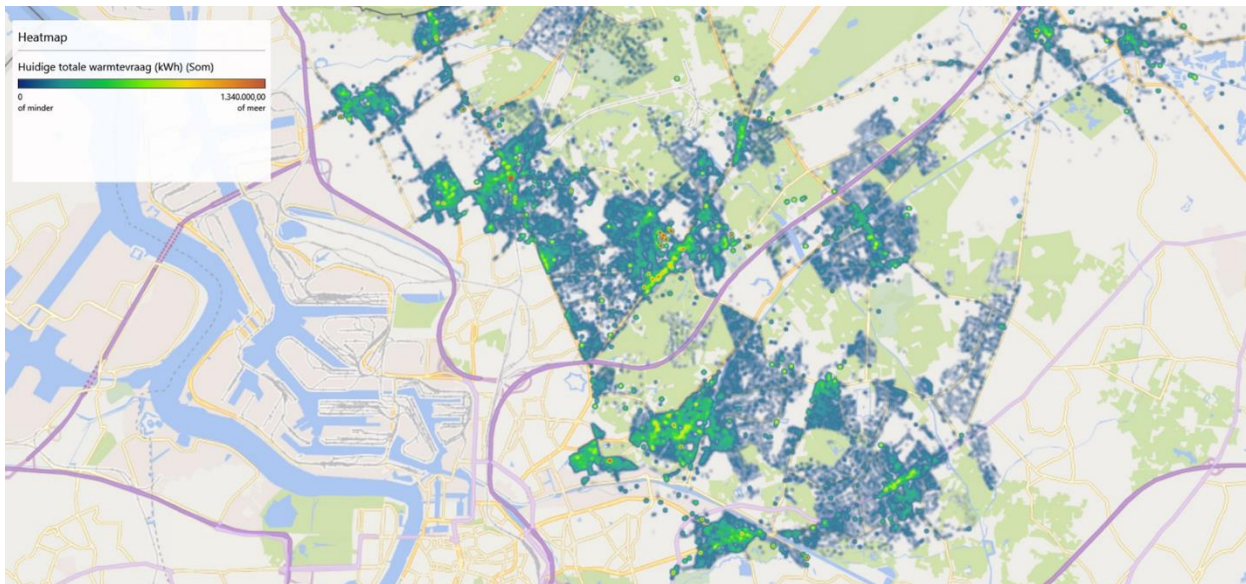 Heatmap
Huidige totale warmtevraag (kWh) (Som)
0
1.340.000,00
of minder
of meer